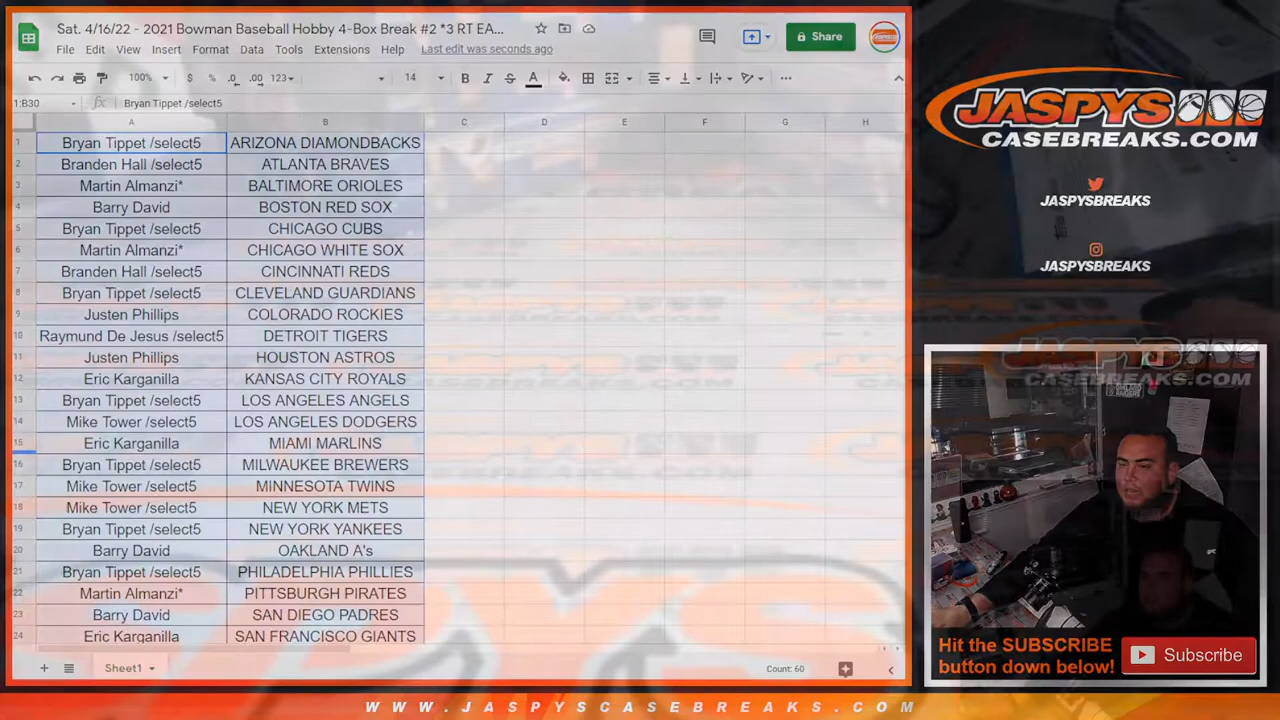 Sat. 4/16/22 - 2021 Bowman Baseball Hobby 4-Box Break #2 *3 RT EA...
Share
File Edit View Insert Format Data Tools Extensions Help Last edit was seconds ago
100% $ % .0 .00 123 14 B I S A
1:B30 fx Bryan Tippet /select5
A B C D E F G H
1 Bryan Tippet /select5 ARIZONA DIAMONDBACKS
2 Branden Hall /select5 ATLANTA BRAVES
3 Martin Almanzi* BALTIMORE ORIOLES
4 Barry David BOSTON RED SOX
5 Bryan Tippet /select5 CHICAGO CUBS
6 Martin Almanzi* CHICAGO WHITE SOX
7 Branden Hall /select5 CINCINNATI REDS
8 Bryan Tippet /select5 CLEVELAND GUARDIANS
9 Justen Phillips COLORADO ROCKIES
10 Raymund De Jesus /select5 DETROIT TIGERS
11 Justen Phillips HOUSTON ASTROS
12 Eric Karganilla KANSAS CITY ROYALS
13 Bryan Tippet /select5 LOS ANGELES ANGELS
14 Mike Tower /select5 LOS ANGELES DODGERS
15 Eric Karganilla MIAMI MARLINS
16 Bryan Tippet /select5 MILWAUKEE BREWERS
17 Mike Tower /select5 MINNESOTA TWINS
18 Mike Tower /select5 NEW YORK METS
19 Bryan Tippet /select5 NEW YORK YANKEES
20 Barry David OAKLAND A's
21 Bryan Tippet /select5 PHILADELPHIA PHILLIES
22 Martin Almanzi* PITTSBURGH PIRATES
23 Barry David SAN DIEGO PADRES
24 Eric Karganilla SAN FRANCISCO GIANTS
Sheet1 Count: 60
JASPYS
CASEBREAKS.COM
JASPYSBREAKS
JASPYSBREAKS
JASPYS
CASEBREAKS.COM
Hit the SUBSCRIBE
button down below!
Subscribe
WWW.JASPYSCASEBREAKS.COM